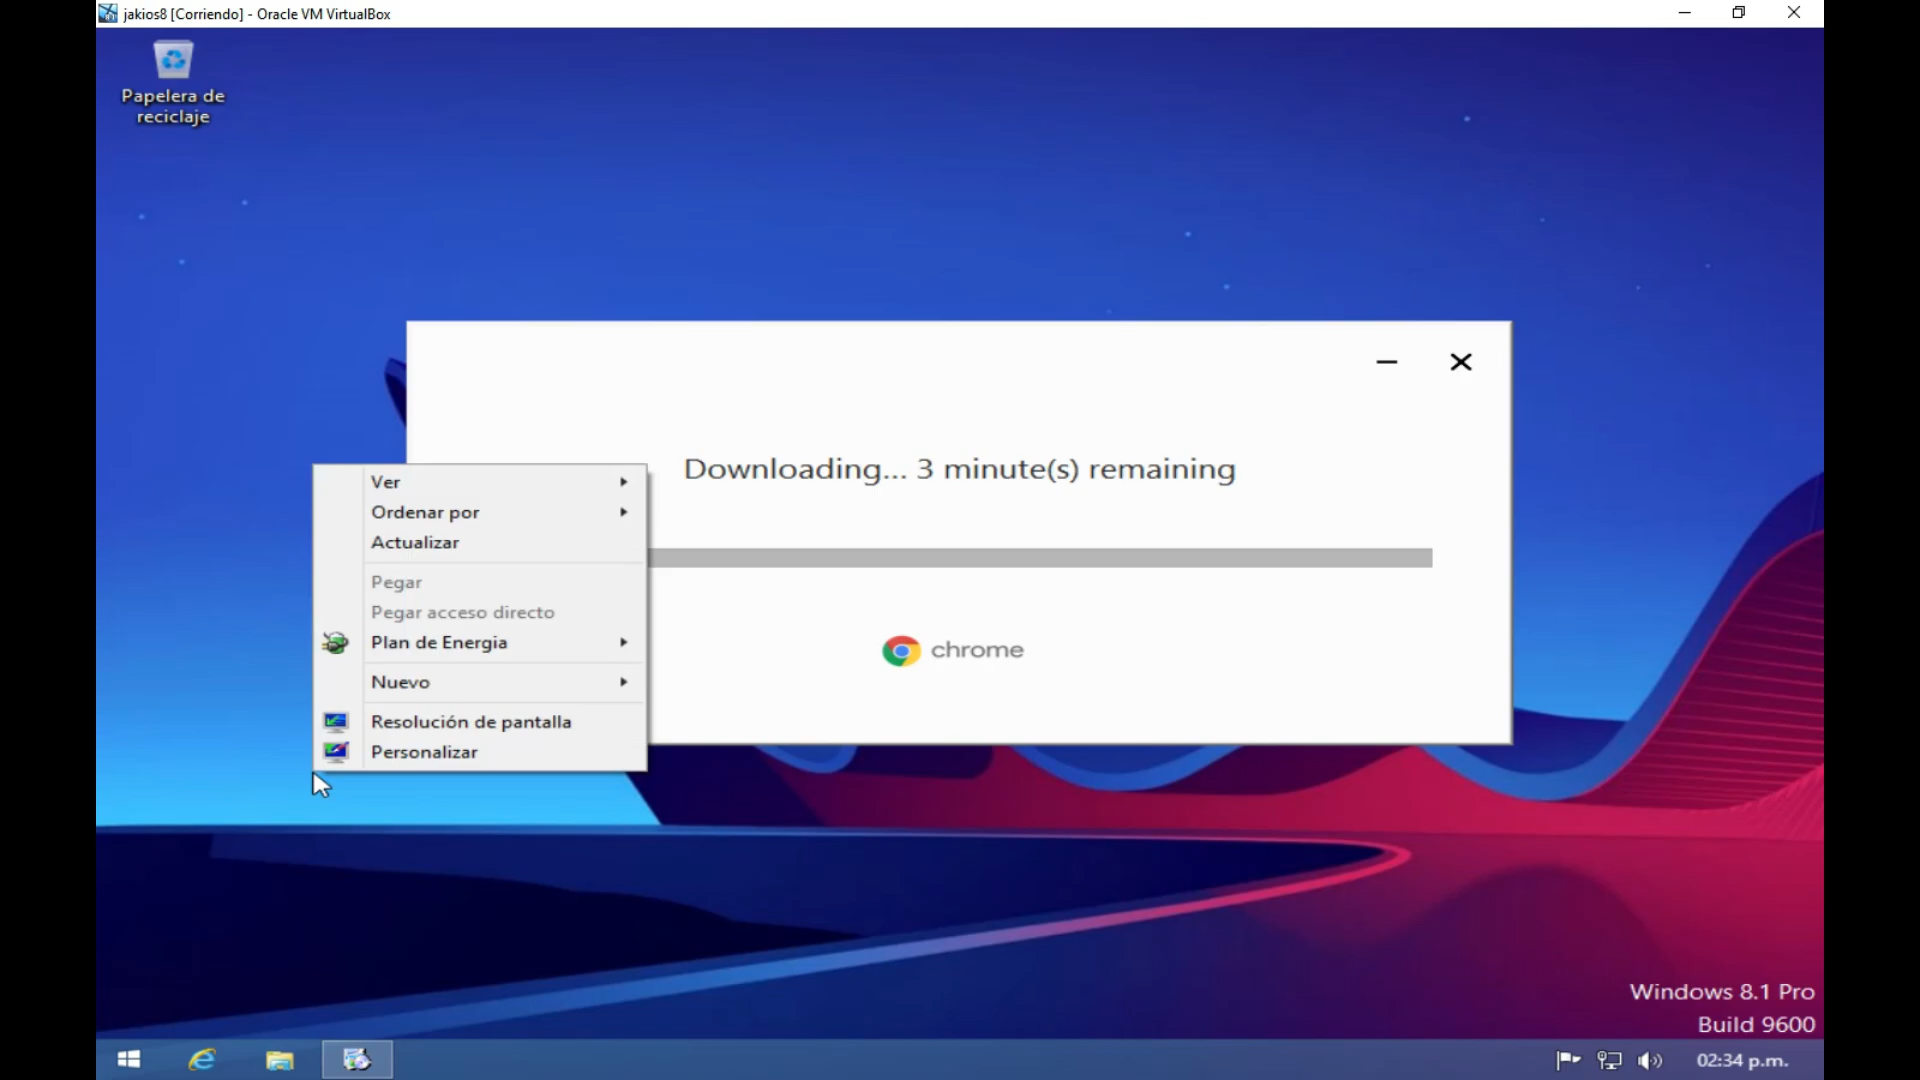 jakios8 [Corriendo] - Oracle VM VirtualBox
Papelera de
reciclaje
Downloading... 3 minute(s) remaining
Ver
Ordenar por
Actualizar
Pegar
Pegar acceso directo
Plan de Energia
Nuevo
Resolución de pantalla
Personalizar
chrome
Windows 8.1 Pro
Build 9600
02:34 p.m.